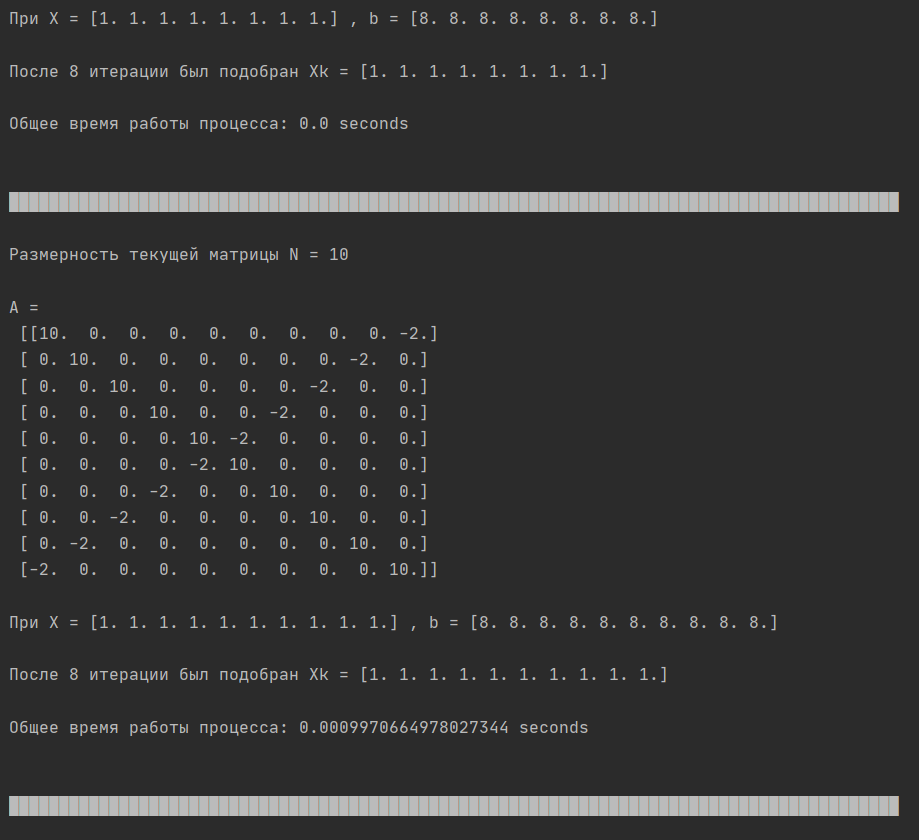 При X = [1. 1. 1. 1. 1. 1. 1. 1.] , b = [8. 8. 8. 8. 8. 8. 8. 8.]
После 8 итерации был подобран Xk = [1. 1. 1. 1. 1. 1. 1. 1.]
Общее время работы процесса: 0.0 seconds
Размерность текущей матрицы N = 10
A =
[[10.  0.  0.  0.  0.  0.  0.  0.  0. -2.]
[ 0. 10.  0.  0.  0.  0.  0.  0. -2.  0.]
[ 0.  0. 10.  0.  0.  0.  0. -2.  0.  0.]
[ 0.  0.  0. 10.  0.  0. -2.  0.  0.  0.]
[ 0.  0.  0.  0. 10. -2.  0.  0.  0.  0.]
[ 0.  0.  0.  0. -2. 10.  0.  0.  0.  0.]
[ 0.  0.  0. -2.  0.  0. 10.  0.  0.  0.]
[ 0.  0. -2.  0.  0.  0.  0. 10.  0.  0.]
[ 0. -2.  0.  0.  0.  0.  0.  0. 10.  0.]
[-2.  0.  0.  0.  0.  0.  0.  0.  0. 10.]]
При X = [1. 1. 1. 1. 1. 1. 1. 1. 1. 1.] , b = [8. 8. 8. 8. 8. 8. 8. 8. 8. 8.]
После 8 итерации был подобран Xk = [1. 1. 1. 1. 1. 1. 1. 1. 1. 1.]
Общее время работы процесса: 0.0009970664978027344 seconds